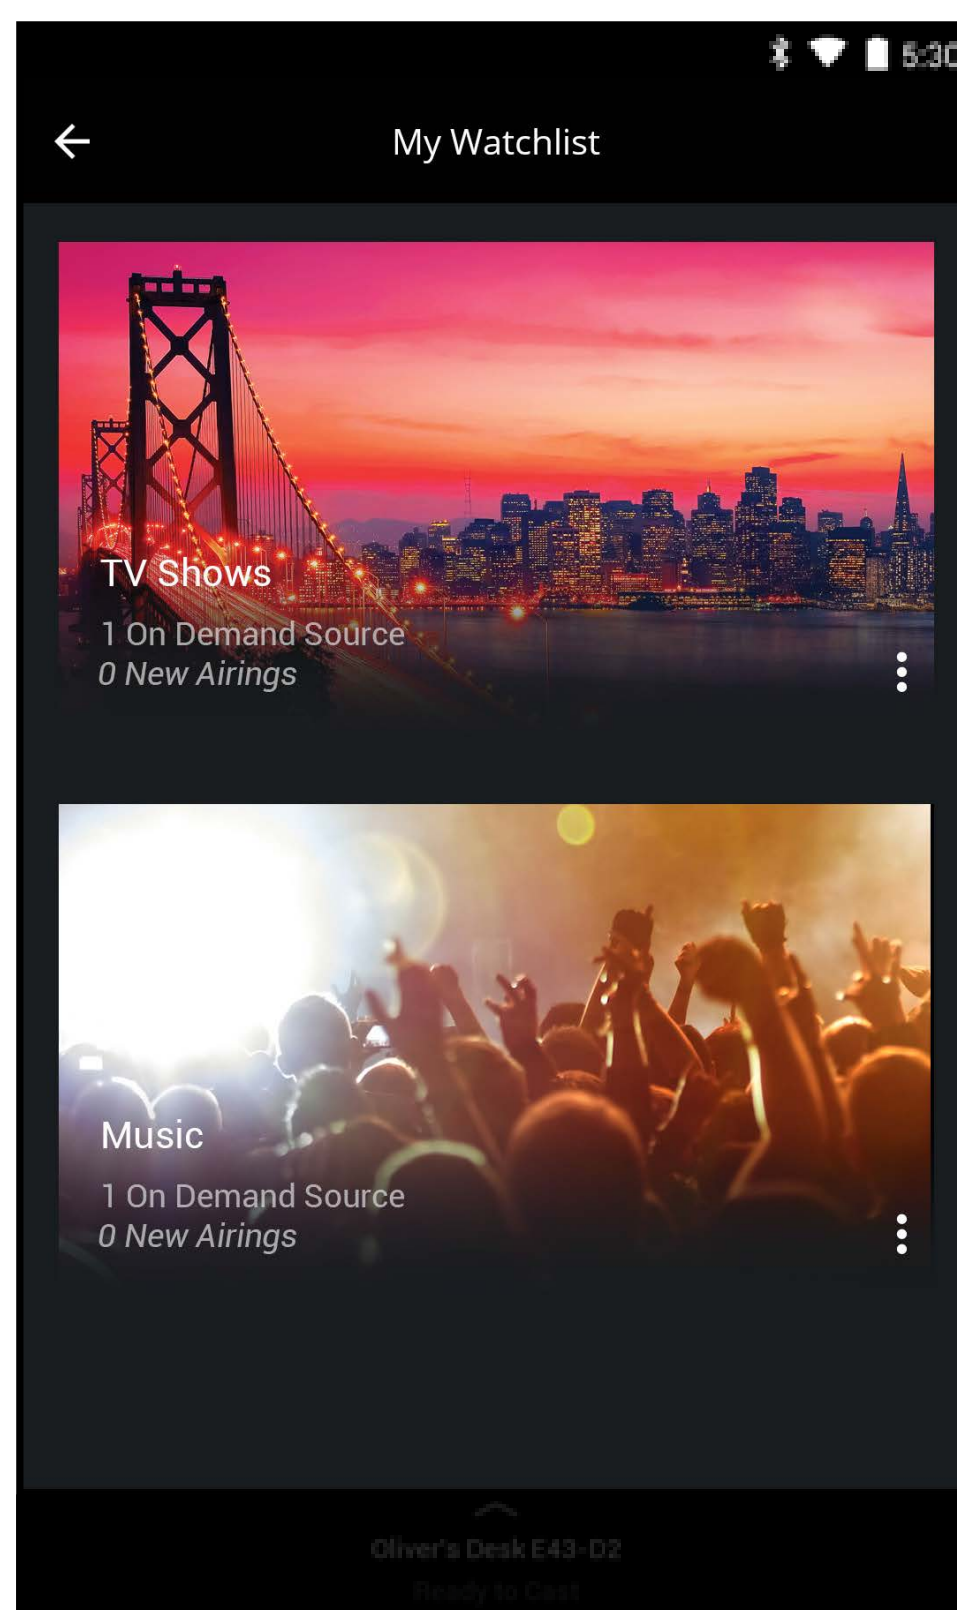 5:30
My Watchlist
TV Shows
1 On Demand Source
0 New Airings
Music
1 On Demand Source
0 New Airings
Oliver's Desk E43-D2
Ready to Cast